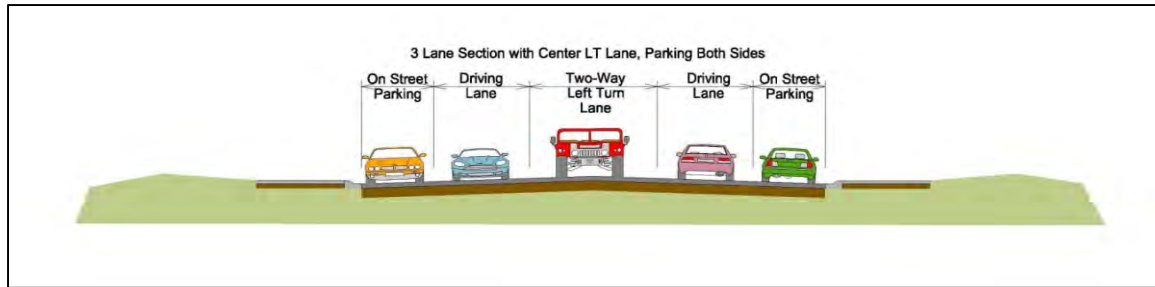 3 Lane Section with Center LT Lane, Parking Both Sides
On Street Parking
Driving Lane
Two-Way Left Turn Lane
Driving Lane
On Street Parking